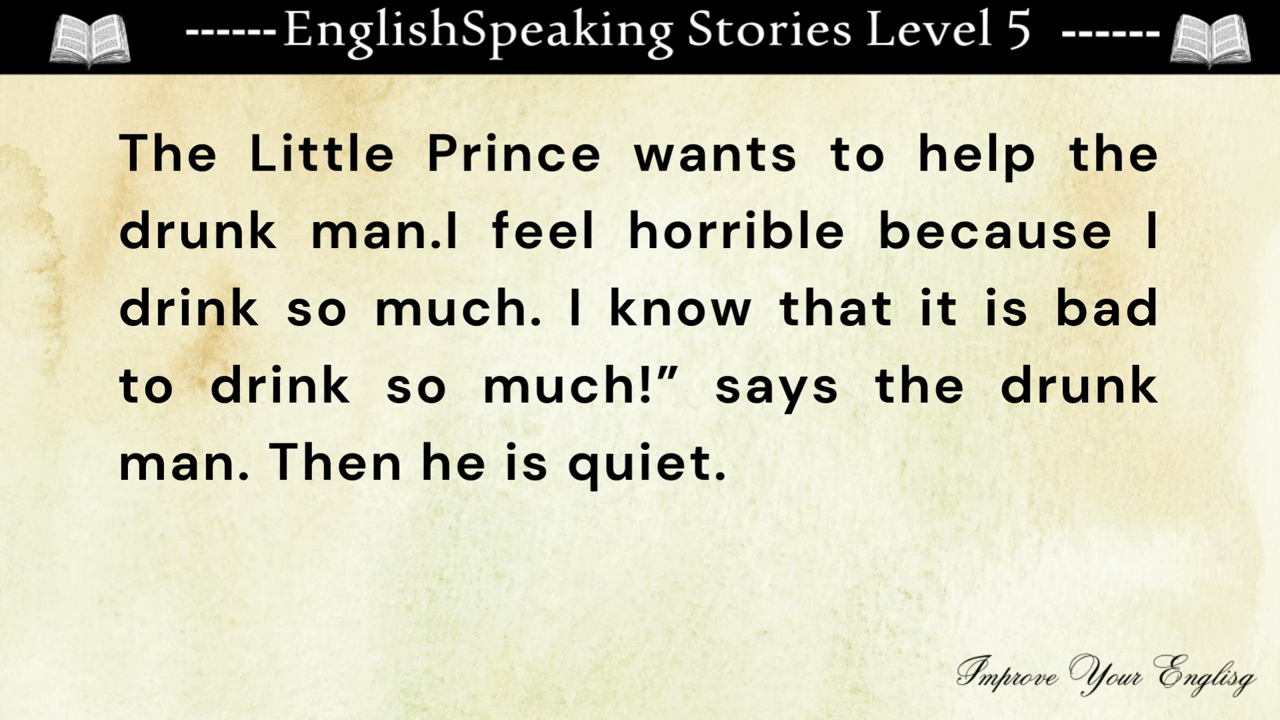 ------EnglishSpeaking Stories Level 5 ------
The Little Prince wants to help the
drunk man.I feel horrible because I
drink so much. I know that it is bad
to drink so much!” says the drunk
man. Then he is quiet.
Improve Your Englisg